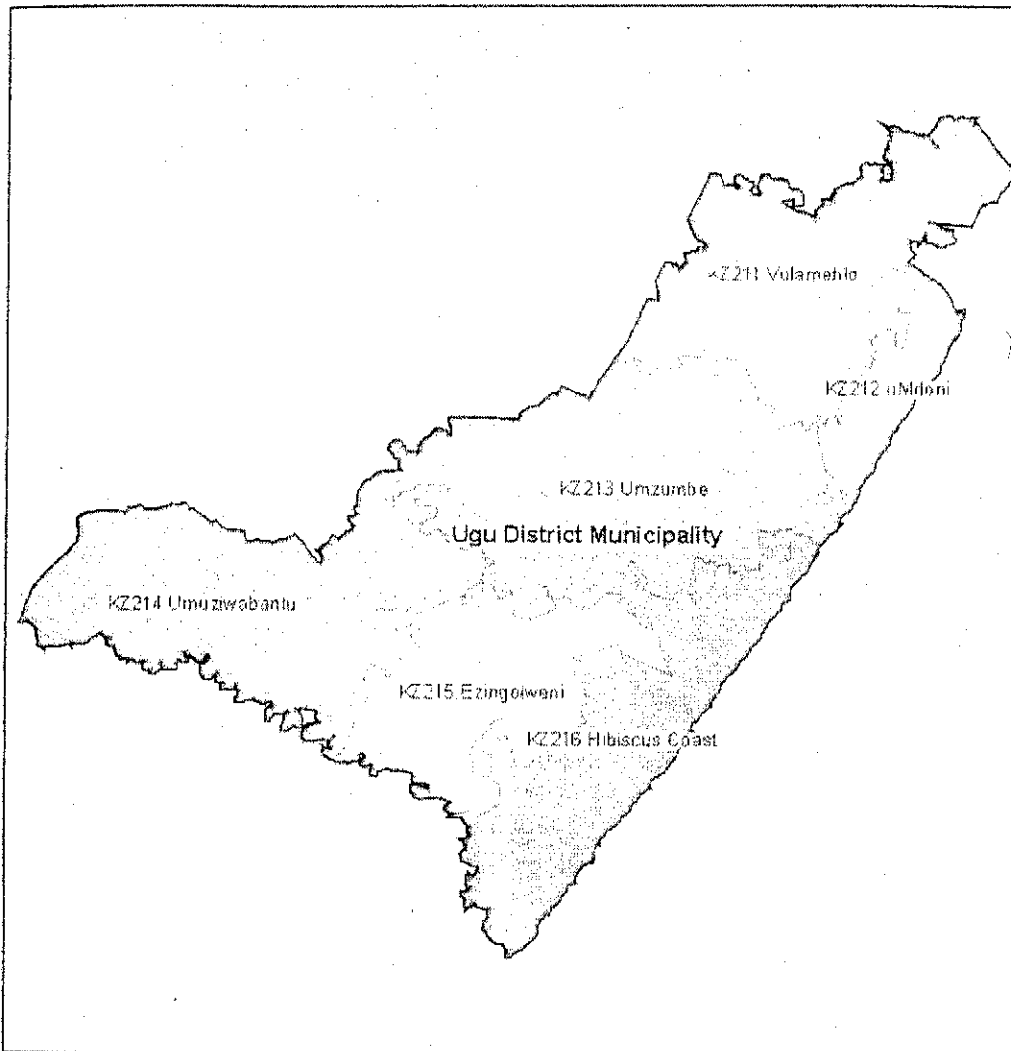 KZ211 Vulamehlo
KZ212 uMdoni
KZ213 Umzumbe
Ugu District Municipality
KZ214 Umuziwabantu
KZ215 Ezingolweni
KZ216 Hibiscus Coast